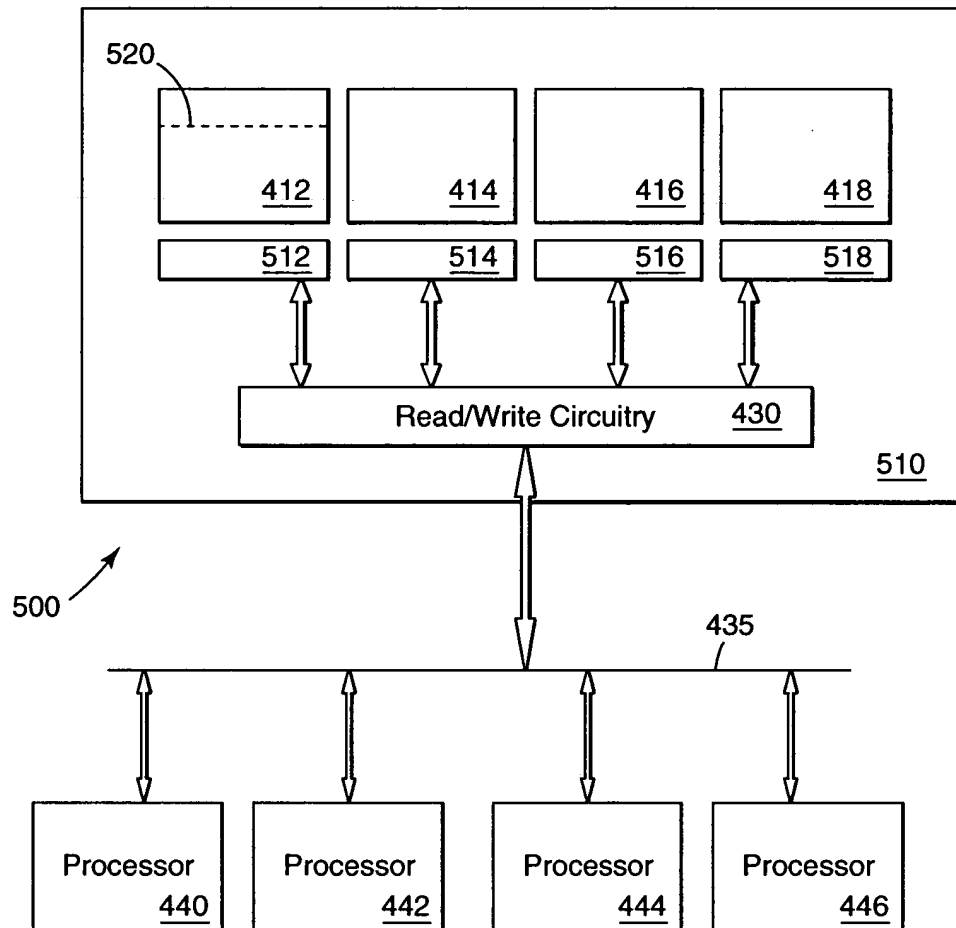 520
412 414 416 418
512 514 516 518
Read/Write Circuitry 430
510
500
435
Processor Processor Processor Processor
440 442 444 446